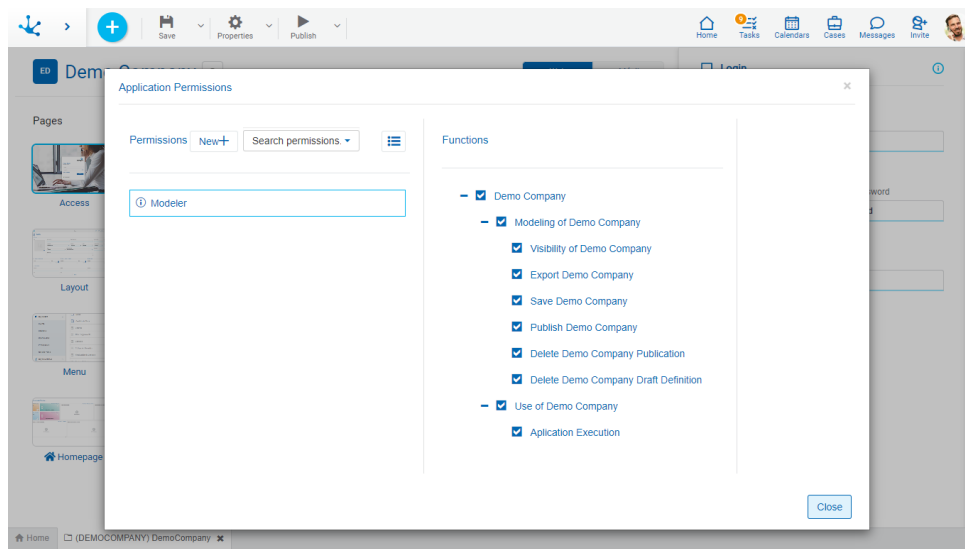 Save
Properties
Publish
Home
9
Tasks
Calendars
Cases
Messages
Invite
ED
Login
Application Permissions
×
Pages
Access
Layout
Menu
Homepage
Permissions
New+
Search permissions
Modeler
Functions
Demo Company
Modeling of Demo Company
Visibility of Demo Company
Export Demo Company
Save Demo Company
Publish Demo Company
Delete Demo Company Publication
Delete Demo Company Draft Definition
Use of Demo Company
Aplication Execution
Close
Home
(DEMOCOMPANY) DemoCompany